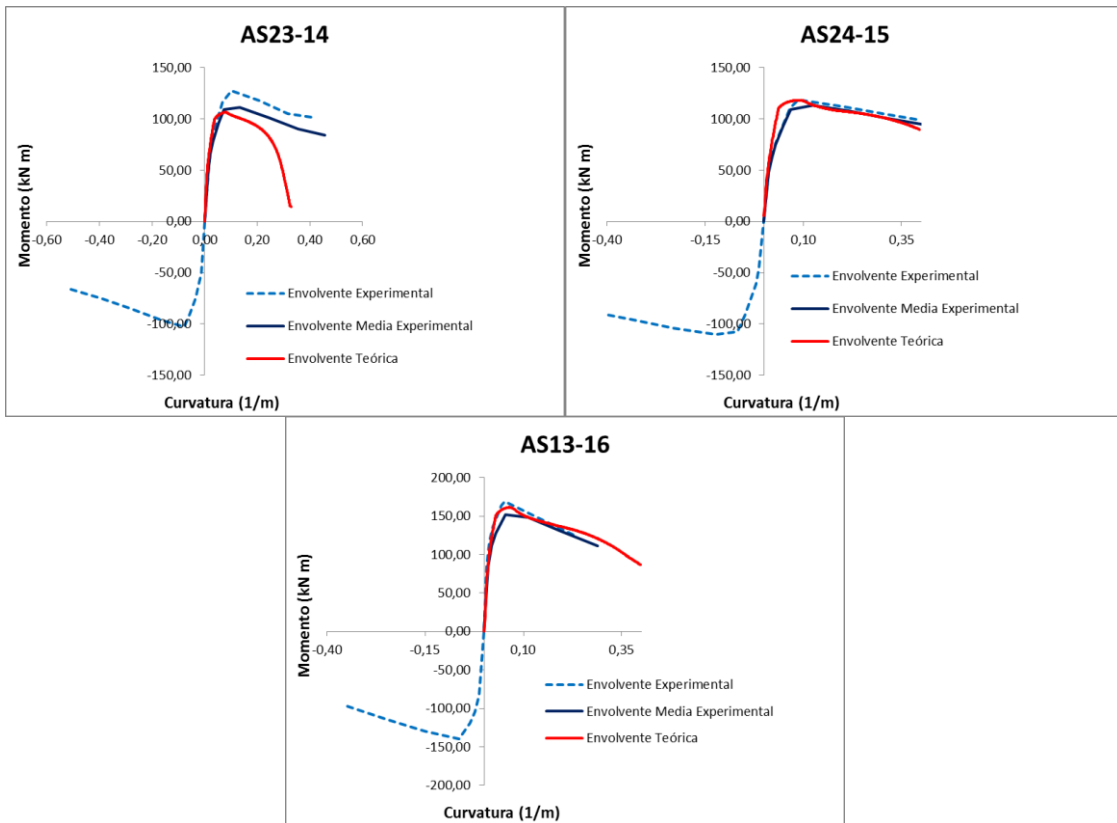 AS23-14
150,00
100,00
50,00
0,00
-50,00
-100,00
-150,00
-0,60
-0,40
-0,20
0,00
0,20
0,40
0,60
Momento (kN m)
Curvatura (1/m)
Envolvente Experimental
Envolvente Media Experimental
Envolvente Teórica
AS24-15
150,00
100,00
50,00
0,00
-50,00
-100,00
-150,00
-0,40
-0,15
0,10
0,35
Momento (kN m)
Curvatura (1/m)
Envolvente Experimental
Envolvente Media Experimental
Envolvente Teórica
AS13-16
200,00
150,00
100,00
50,00
0,00
-50,00
-100,00
-150,00
-200,00
-0,40
-0,15
0,10
0,35
Momento (kN m)
Curvatura (1/m)
Envolvente Experimental
Envolvente Media Experimental
Envolvente Teórica